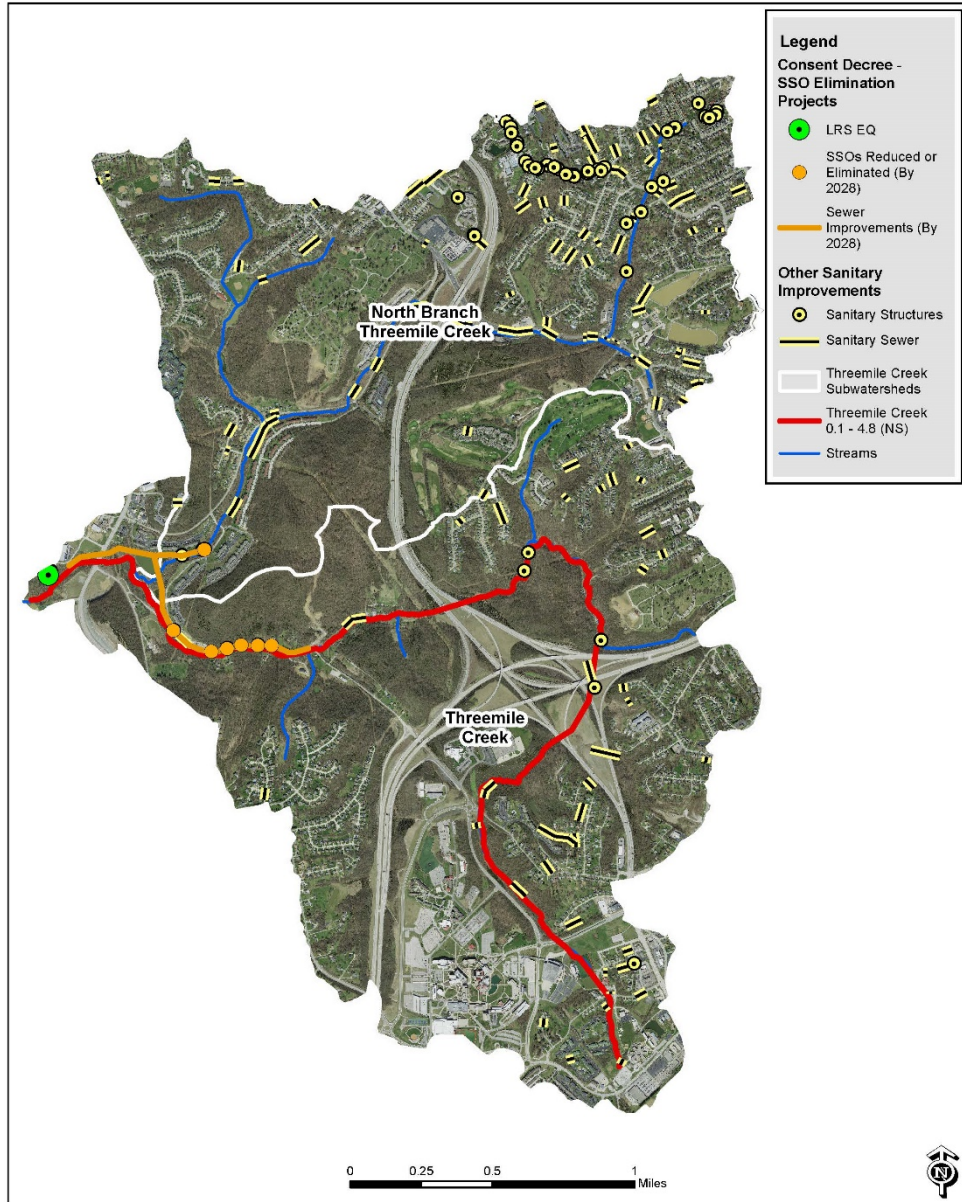 Legend
Consent Decree -
SSO Elimination
Projects
LRS EQ
SSOs Reduced or
Eliminated (By
2028)
Sewer
Improvements (By
2028)
Other Sanitary
Improvements
Sanitary Structures
Sanitary Sewer
Threemile Creek
Subwatersheds
Threemile Creek
0.1 - 4.8 (NS)
Streams
North Branch
Threemile Creek
Threemile
Creek
0 0.25 0.5 1
Miles
N